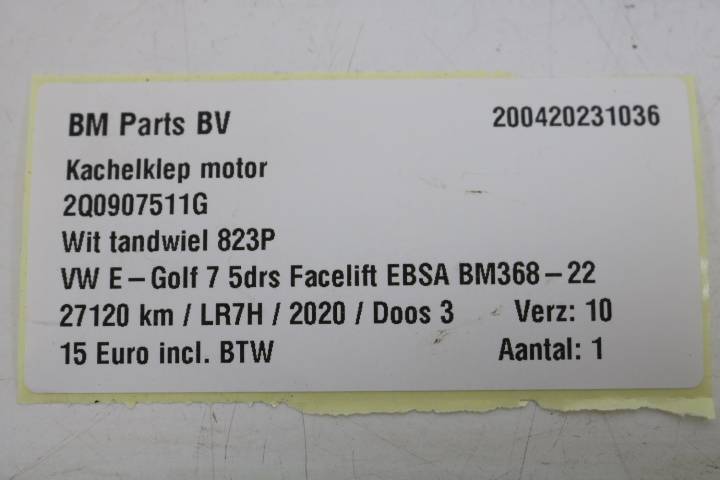 BM Parts BV 200420231036
Kachelklep motor
2Q0907511G
Wit tandwiel 823P
VW E-Golf 7 5drs Facelift EBSA BM368-22
27120 km / LR7H / 2020 / Doos 3 Verz: 10
15 Euro incl. BTW Aantal: 1